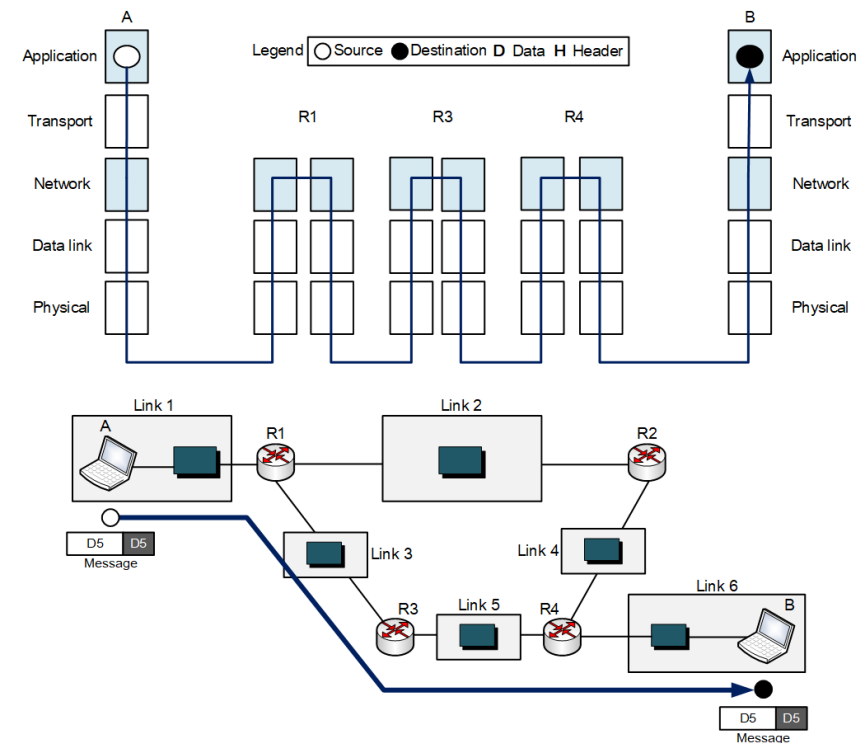 A
B
Legend Source Destination D Data H Header
Application
Application
Transport
R1
R3
R4
Transport
Network
Network
Data link
Data link
Physical
Physical
Link 1
Link 2
A
R1
R2
D5 D5
Message
Link 3
Link 4
R3
Link 5
R4
Link 6
B
D5 D5
Message